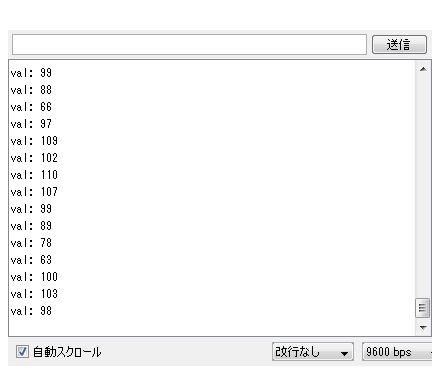 送信
val: 99
val: 88
val: 66
val: 97
val: 109
val: 102
val: 110
val: 107
val: 99
val: 89
val: 78
val: 63
val: 100
val: 103
val: 98
自動スクロール
改行なし
9600 bps